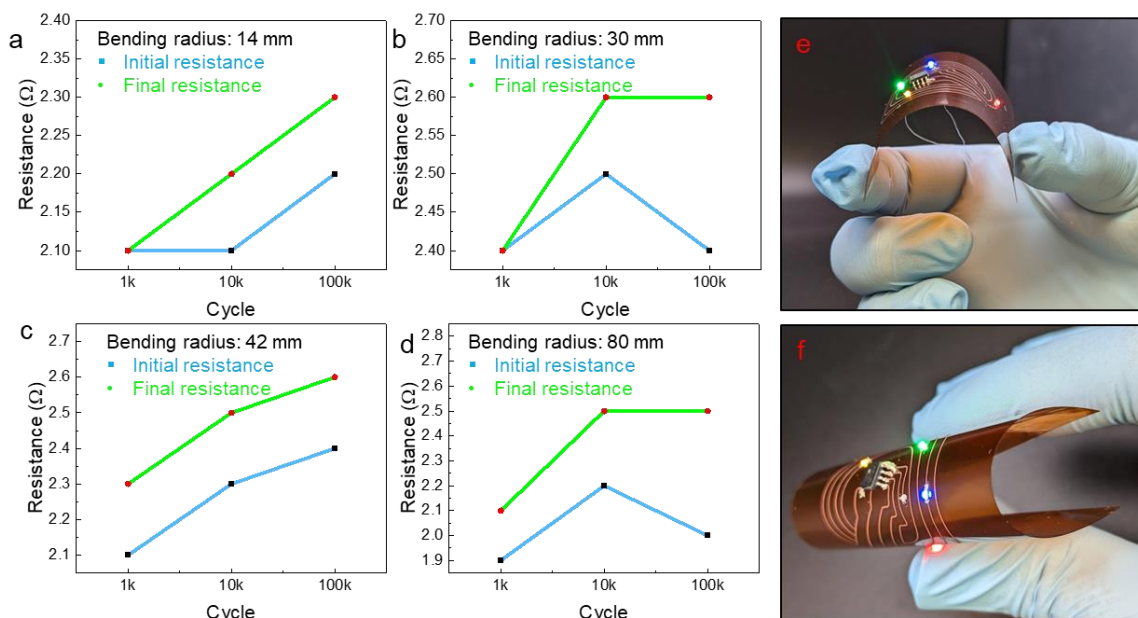 a
Bending radius: 14 mm
Initial resistance
Final resistance
2.40
2.35
2.30
2.25
2.20
2.15
2.10
Resistance (Ω)
1k
10k
100k
Cycle
b
Bending radius: 30 mm
Initial resistance
Final resistance
2.70
2.65
2.60
2.55
2.50
2.45
2.40
Resistance (Ω)
1k
10k
100k
Cycle
e
c
Bending radius: 42 mm
Initial resistance
Final resistance
2.7
2.6
2.5
2.4
2.3
2.2
2.1
Resistance (Ω)
1k
10k
100k
Cycle
d
Bending radius: 80 mm
Initial resistance
Final resistance
2.8
2.7
2.6
2.5
2.4
2.3
2.2
2.1
2.0
1.9
Resistance (Ω)
1k
10k
100k
Cycle
f